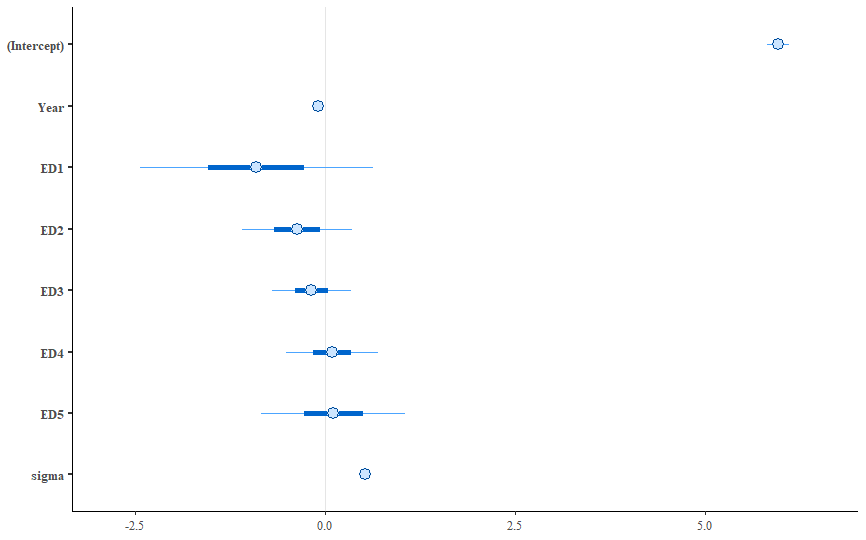 (Intercept)
Year
ED1
ED2
ED3
ED4
ED5
sigma
-2.5 0.0 2.5 5.0